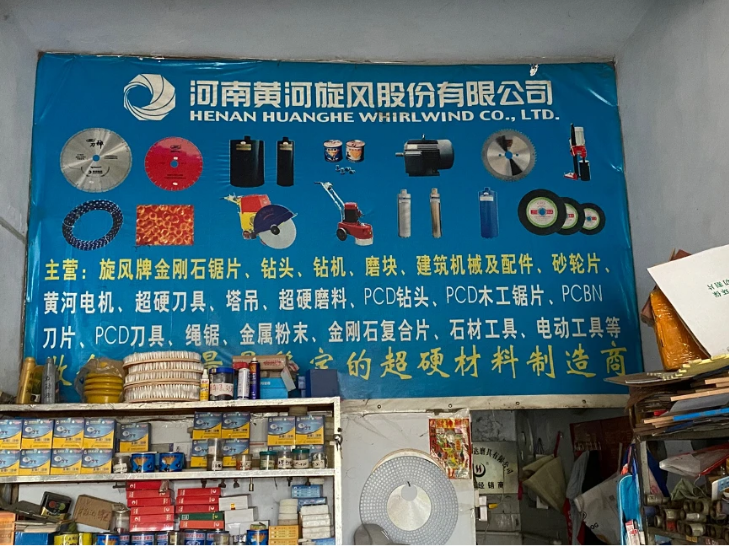 河南黄河旋风股份有限公司
HENAN HUANGHE WHIRLWIND CO., LTD.
主营：旋风牌金刚石锯片、钻头、钻机、磨块、建筑机械及配件、砂轮片、
黄河电机、超硬刀具、塔吊、超硬磨料、PCD钻头、PCD木工锯片、PCBN
刀片、PCD刀具、绳锯、金属粉末、金刚石复合片、石材工具、电动工具等
定的超硬材料制造商